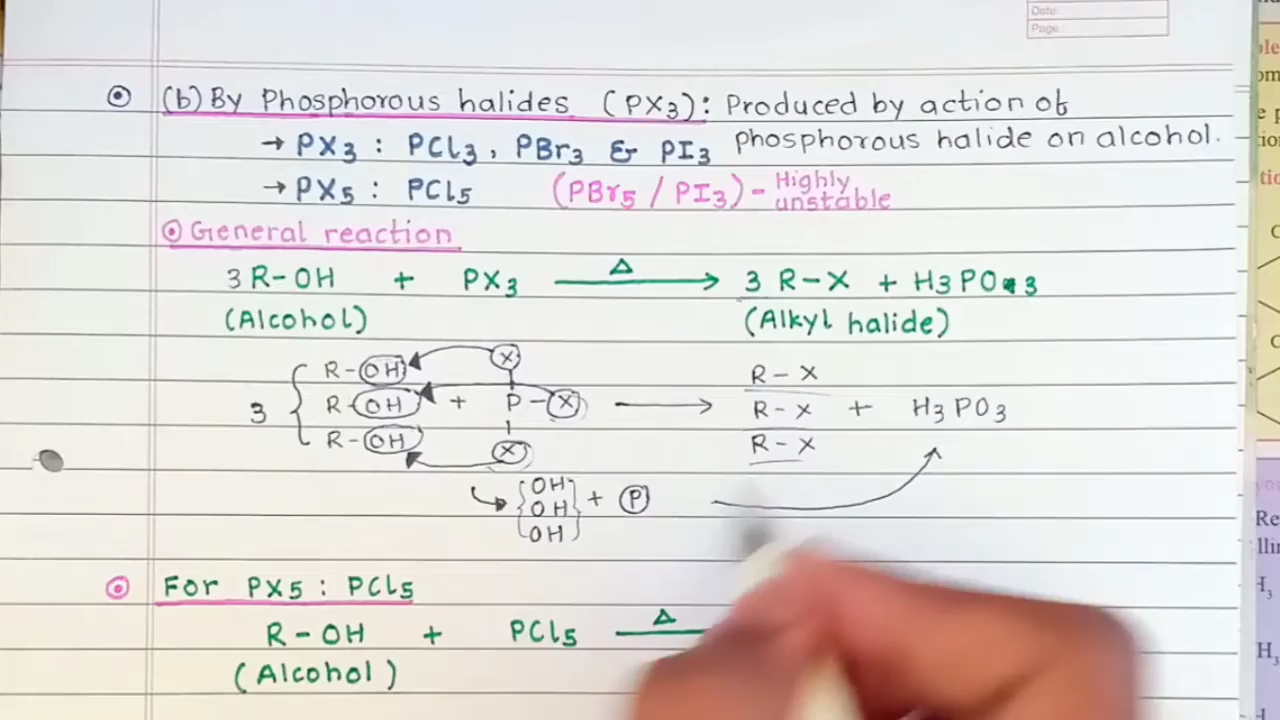 Date:
Page:
(b) By Phosphorous halides (PX3): Produced by action of
phosphorous halide on alcohol.
→ PX3 : PCl3, PBr3 & PI3
→ PX5 : PCl5 (PBr5 / PI3) - Highly unstable
General reaction
3 R-OH + PX3 Δ → 3 R-X + H3PO3
(Alcohol) (Alkyl halide)
R-OH X R-X
3 R-OH + P-X → R-X + H3PO3
R-OH X R-X
OH
OH + P
OH
For PX5 : PCl5
R-OH + PCl5 Δ
(Alcohol)